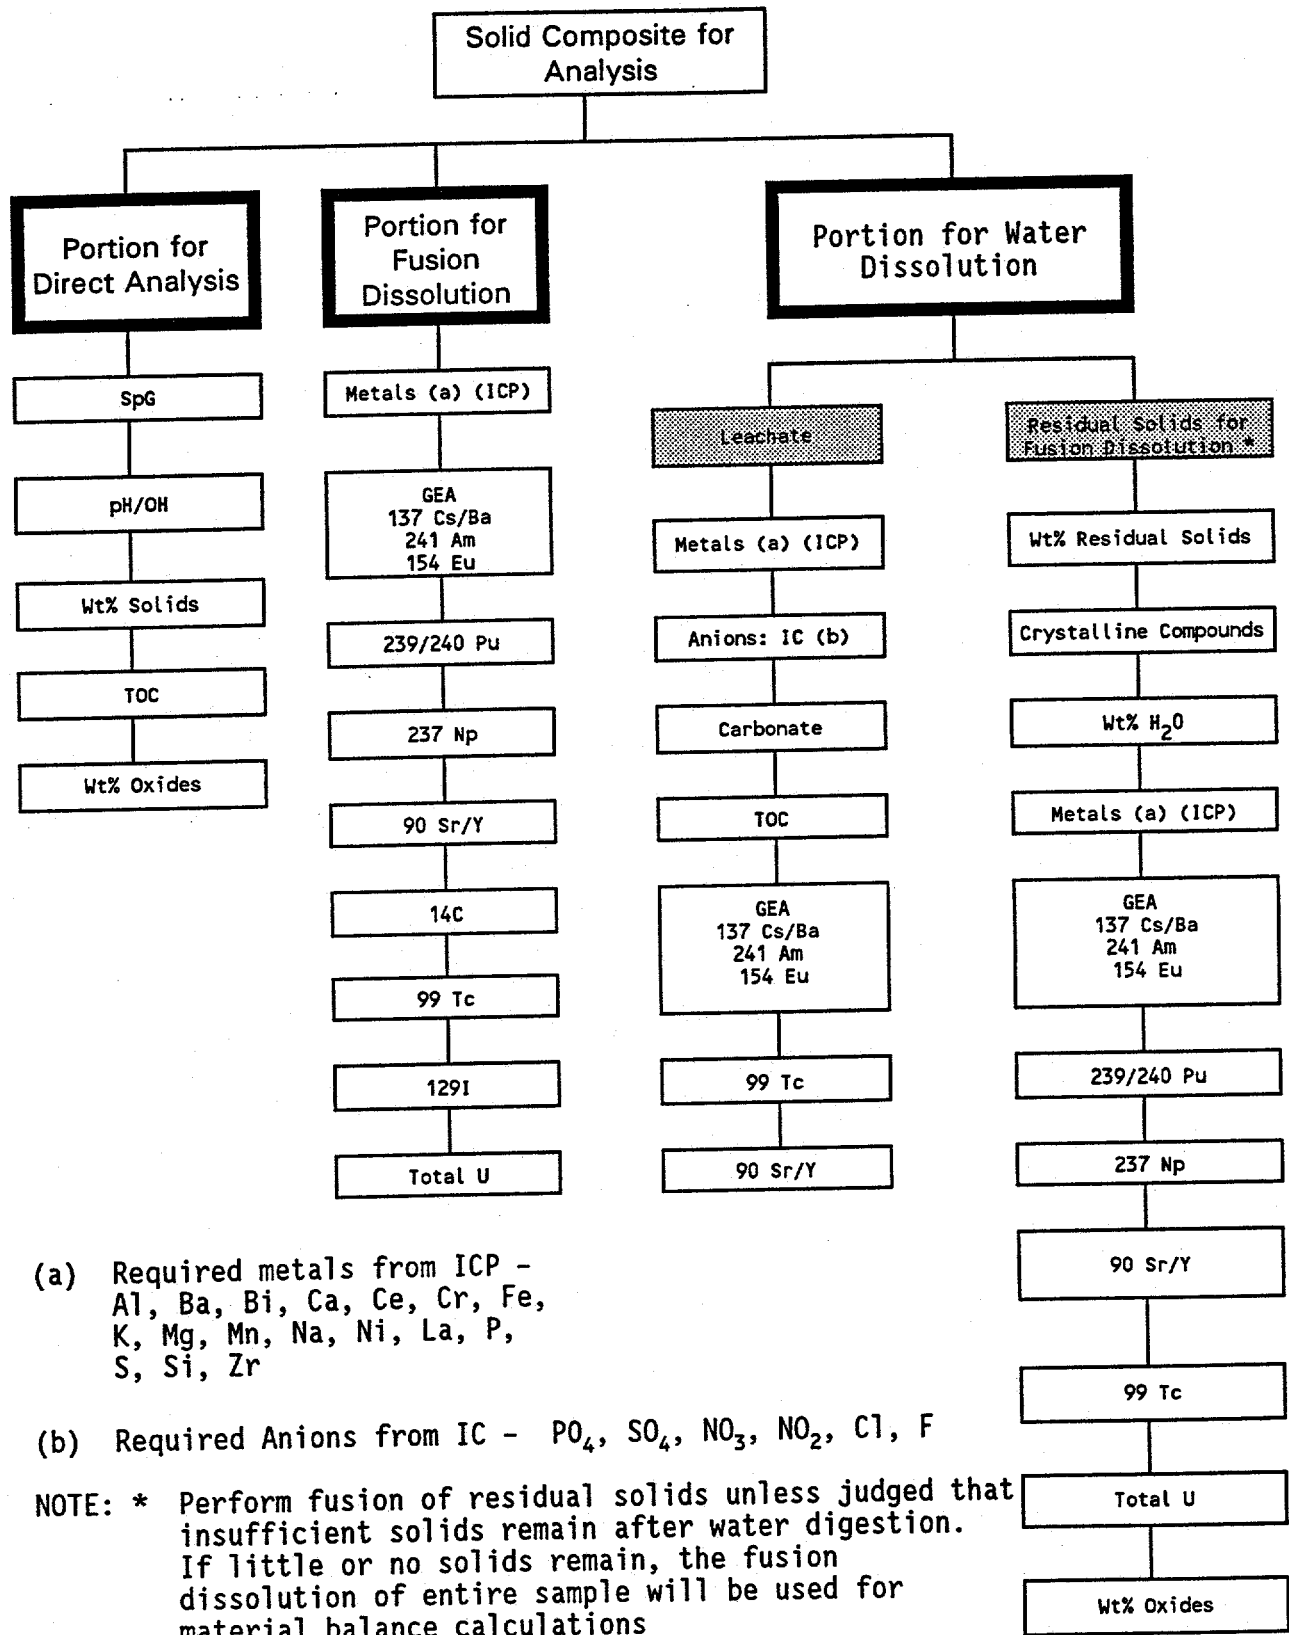 Solid Composite for
Analysis
Portion for
Direct Analysis
SpG
pH/OH
Wt% Solids
TOC
Wt% Oxides
Portion for
Fusion
Dissolution
Metals (a) (ICP)
GEA
137 Cs/Ba
241 Am
154 Eu
239/240 Pu
237 Np
90 Sr/Y
14C
99 Tc
129I
Total U
Portion for Water
Dissolution
Leachate
Metals (a) (ICP)
Anions: IC (b)
Carbonate
TOC
GEA
137 Cs/Ba
241 Am
154 Eu
99 Tc
90 Sr/Y
Residual Solids for
Fusion Dissolution *
Wt% Residual Solids
Crystalline Compounds
Wt% H₂O
Metals (a) (ICP)
GEA
137 Cs/Ba
241 Am
154 Eu
239/240 Pu
237 Np
90 Sr/Y
99 Tc
Total U
Wt% Oxides
(a) Required metals from ICP -
Al, Ba, Bi, Ca, Ce, Cr, Fe,
K, Mg, Mn, Na, Ni, La, P,
S, Si, Zr
(b) Required Anions from IC - PO₄, SO₄, NO₃, NO₂, Cl, F
NOTE: * Perform fusion of residual solids unless judged that
insufficient solids remain after water digestion.
If little or no solids remain, the fusion
dissolution of entire sample will be used for
material balance calculations